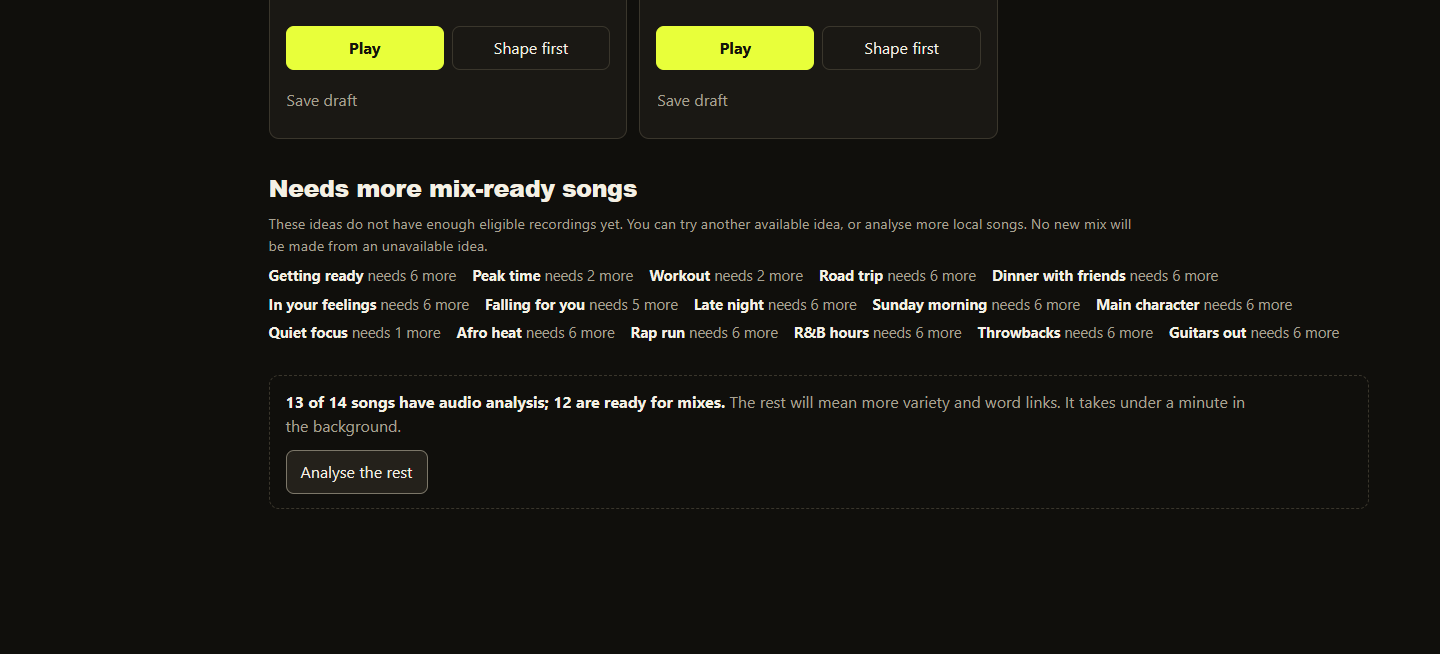 Play Shape first Play Shape first
Save draft Save draft
Needs more mix-ready songs
These ideas do not have enough eligible recordings yet. You can try another available idea, or analyse more local songs. No new mix will
be made from an unavailable idea.
Getting ready needs 6 more Peak time needs 2 more Workout needs 2 more Road trip needs 6 more Dinner with friends needs 6 more
In your feelings needs 6 more Falling for you needs 5 more Late night needs 6 more Sunday morning needs 6 more Main character needs 6 more
Quiet focus needs 1 more Afro heat needs 6 more Rap run needs 6 more R&B hours needs 6 more Throwbacks needs 6 more Guitars out needs 6 more
13 of 14 songs have audio analysis; 12 are ready for mixes. The rest will mean more variety and word links. It takes under a minute in
the background.
Analyse the rest